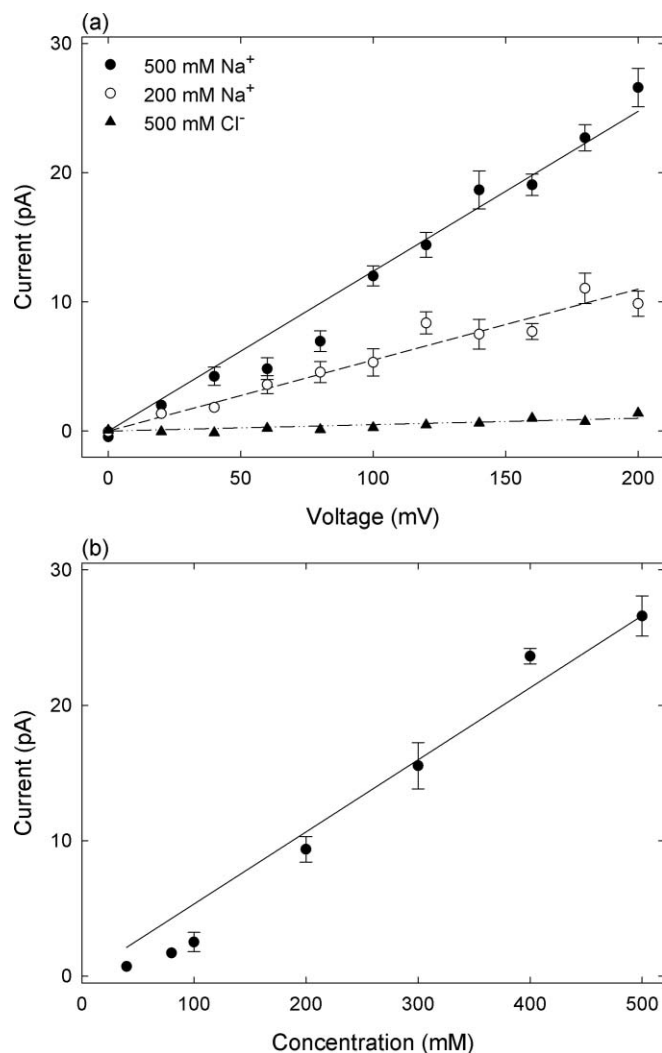 (a)
30
500 mM Na⁺
200 mM Na⁺
500 mM Cl⁻
20
10
0
Current (pA)
0 50 100 150 200
Voltage (mV)
(b)
30
20
10
0
Current (pA)
0 100 200 300 400 500
Concentration (mM)